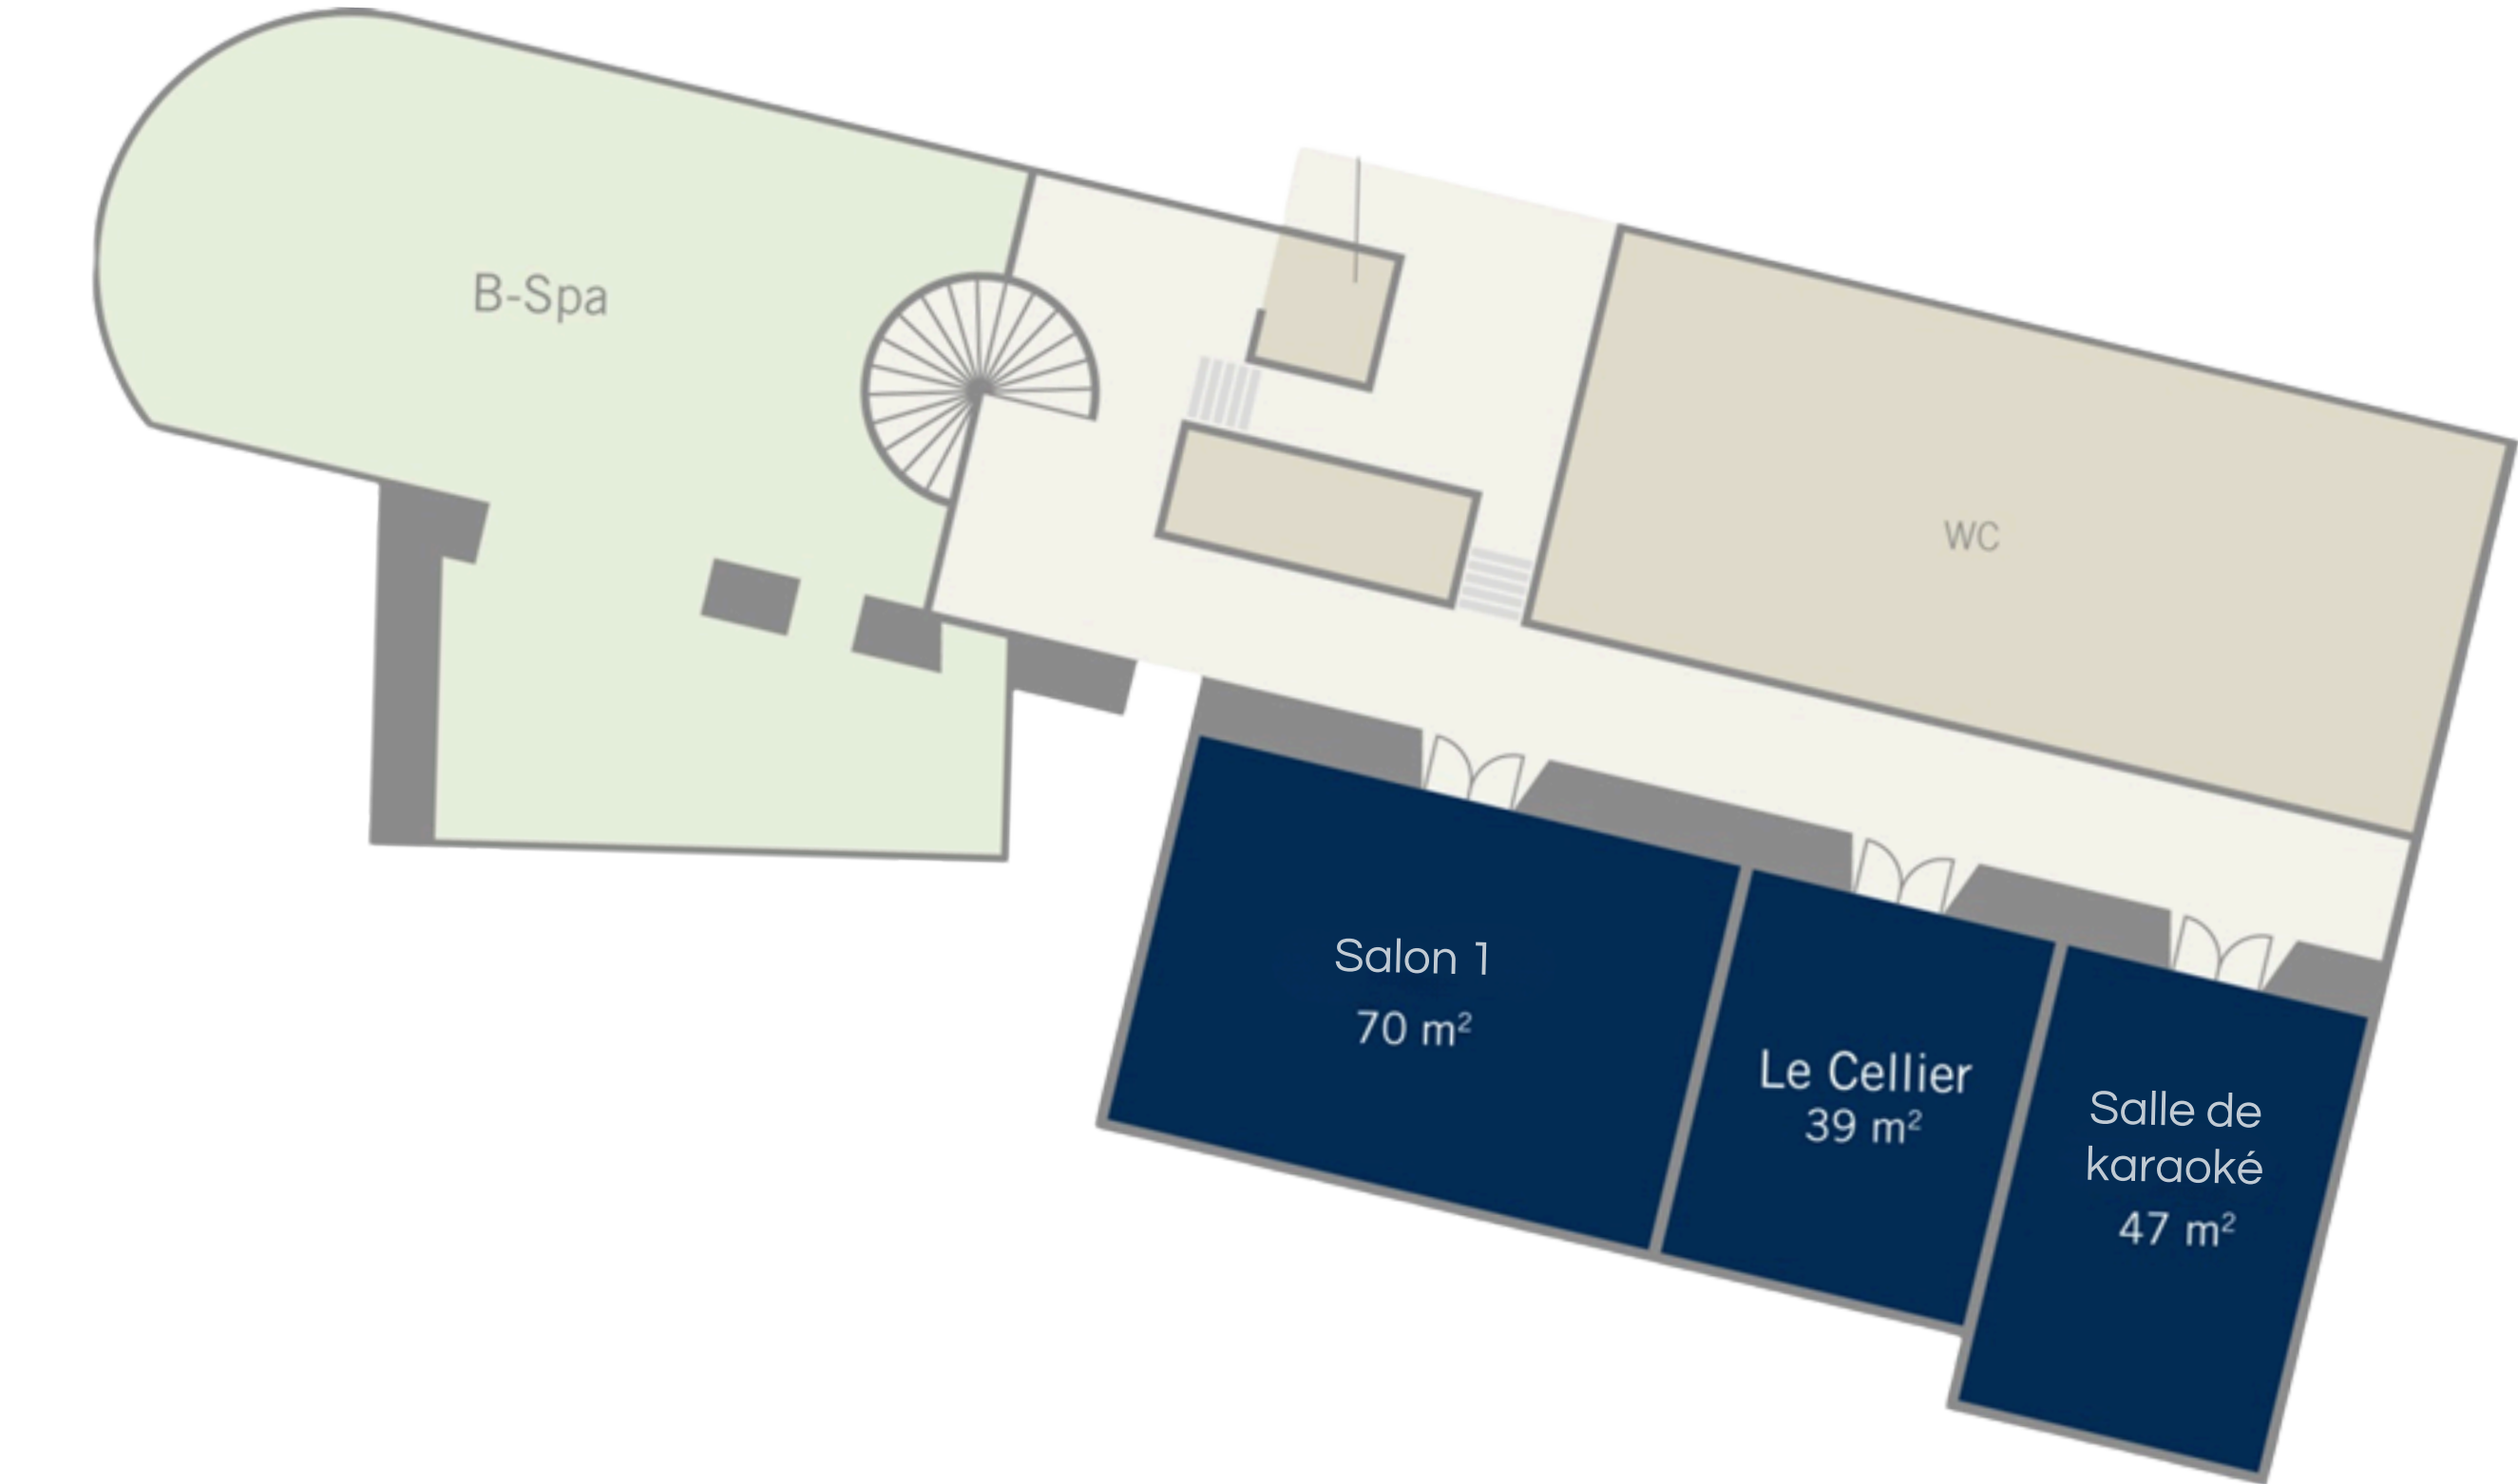 B-Spa
WC
Salon 1
70 m²
Le Cellier
39 m²
Salle de
karaoké
47 m²